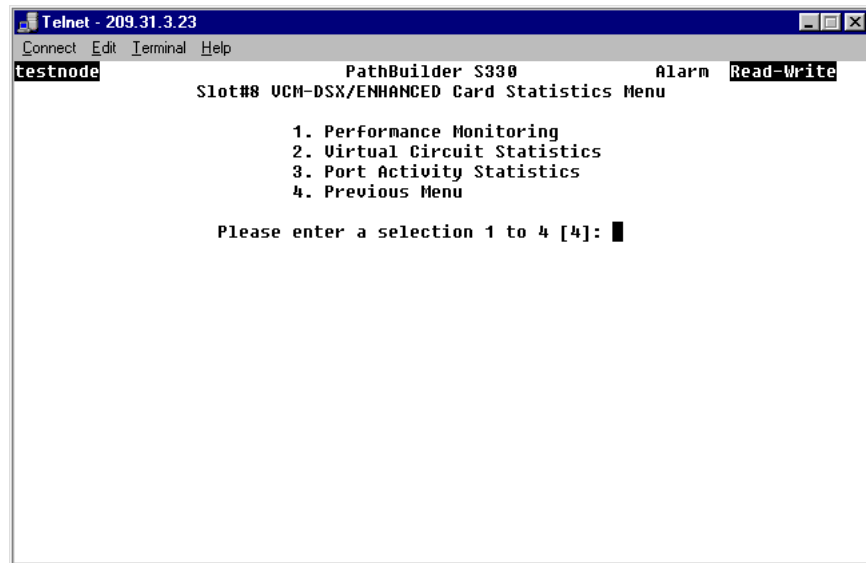 Telnet - 209.31.3.23
Connect Edit Terminal Help
testnode PathBuilder S330 Alarm Read-Write
Slot#8 VCM-DSX/ENHANCED Card Statistics Menu
1. Performance Monitoring
2. Virtual Circuit Statistics
3. Port Activity Statistics
4. Previous Menu
Please enter a selection 1 to 4 [4]: